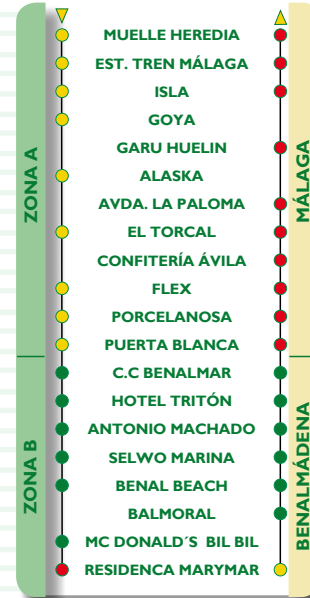 MUELLE HEREDIA
EST. TREN MÁLAGA
ISLA
GOYA
GARU HUELIN
ALASKA
AVDA. LA PALOMA
EL TORCAL
CONFITERÍA ÁVILA
FLEX
PORCELANOSA
PUERTA BLANCA
C.C BENALMAR
HOTEL TRITÓN
ANTONIO MACHADO
SELWO MARINA
BENAL BEACH
BALMORAL
MC DONALD´S BIL BIL
RESIDENCA MARYMAR
ZONA A
ZONA B
MÁLAGA
BENALMÁDENA